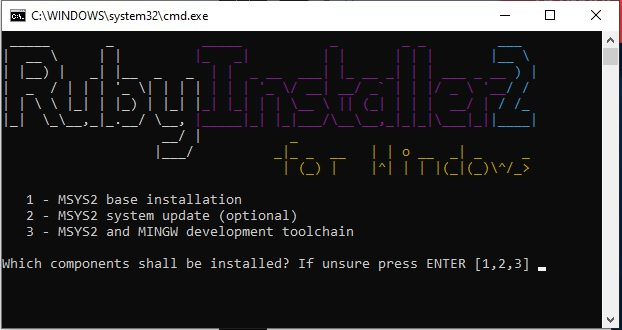 C:\WINDOWS\system32\cmd.exe
RubyInstaller2
for Windows
1 - MSYS2 base installation
2 - MSYS2 system update (optional)
3 - MSYS2 and MINGW development toolchain
Which components shall be installed? If unsure press ENTER [1,2,3]